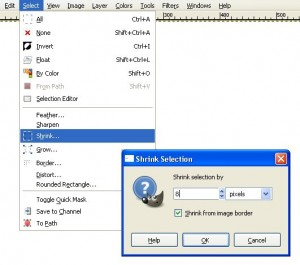 Edit Select View Image Layer Colors Tools Filters Windows Help
300 400 500
All Ctrl+A
None Shift+Ctrl+A
Invert Ctrl+I
Float Shift+Ctrl+L
By Color Shift+O
From Path Shift+V
Selection Editor
Feather...
Sharpen
Shrink...
Grow...
Border...
Distort...
Rounded Rectangle...
Toggle Quick Mask
Save to Channel
To Path
Shrink Selection
Shrink selection by
pixels
Shrink from image border
Help OK Cancel